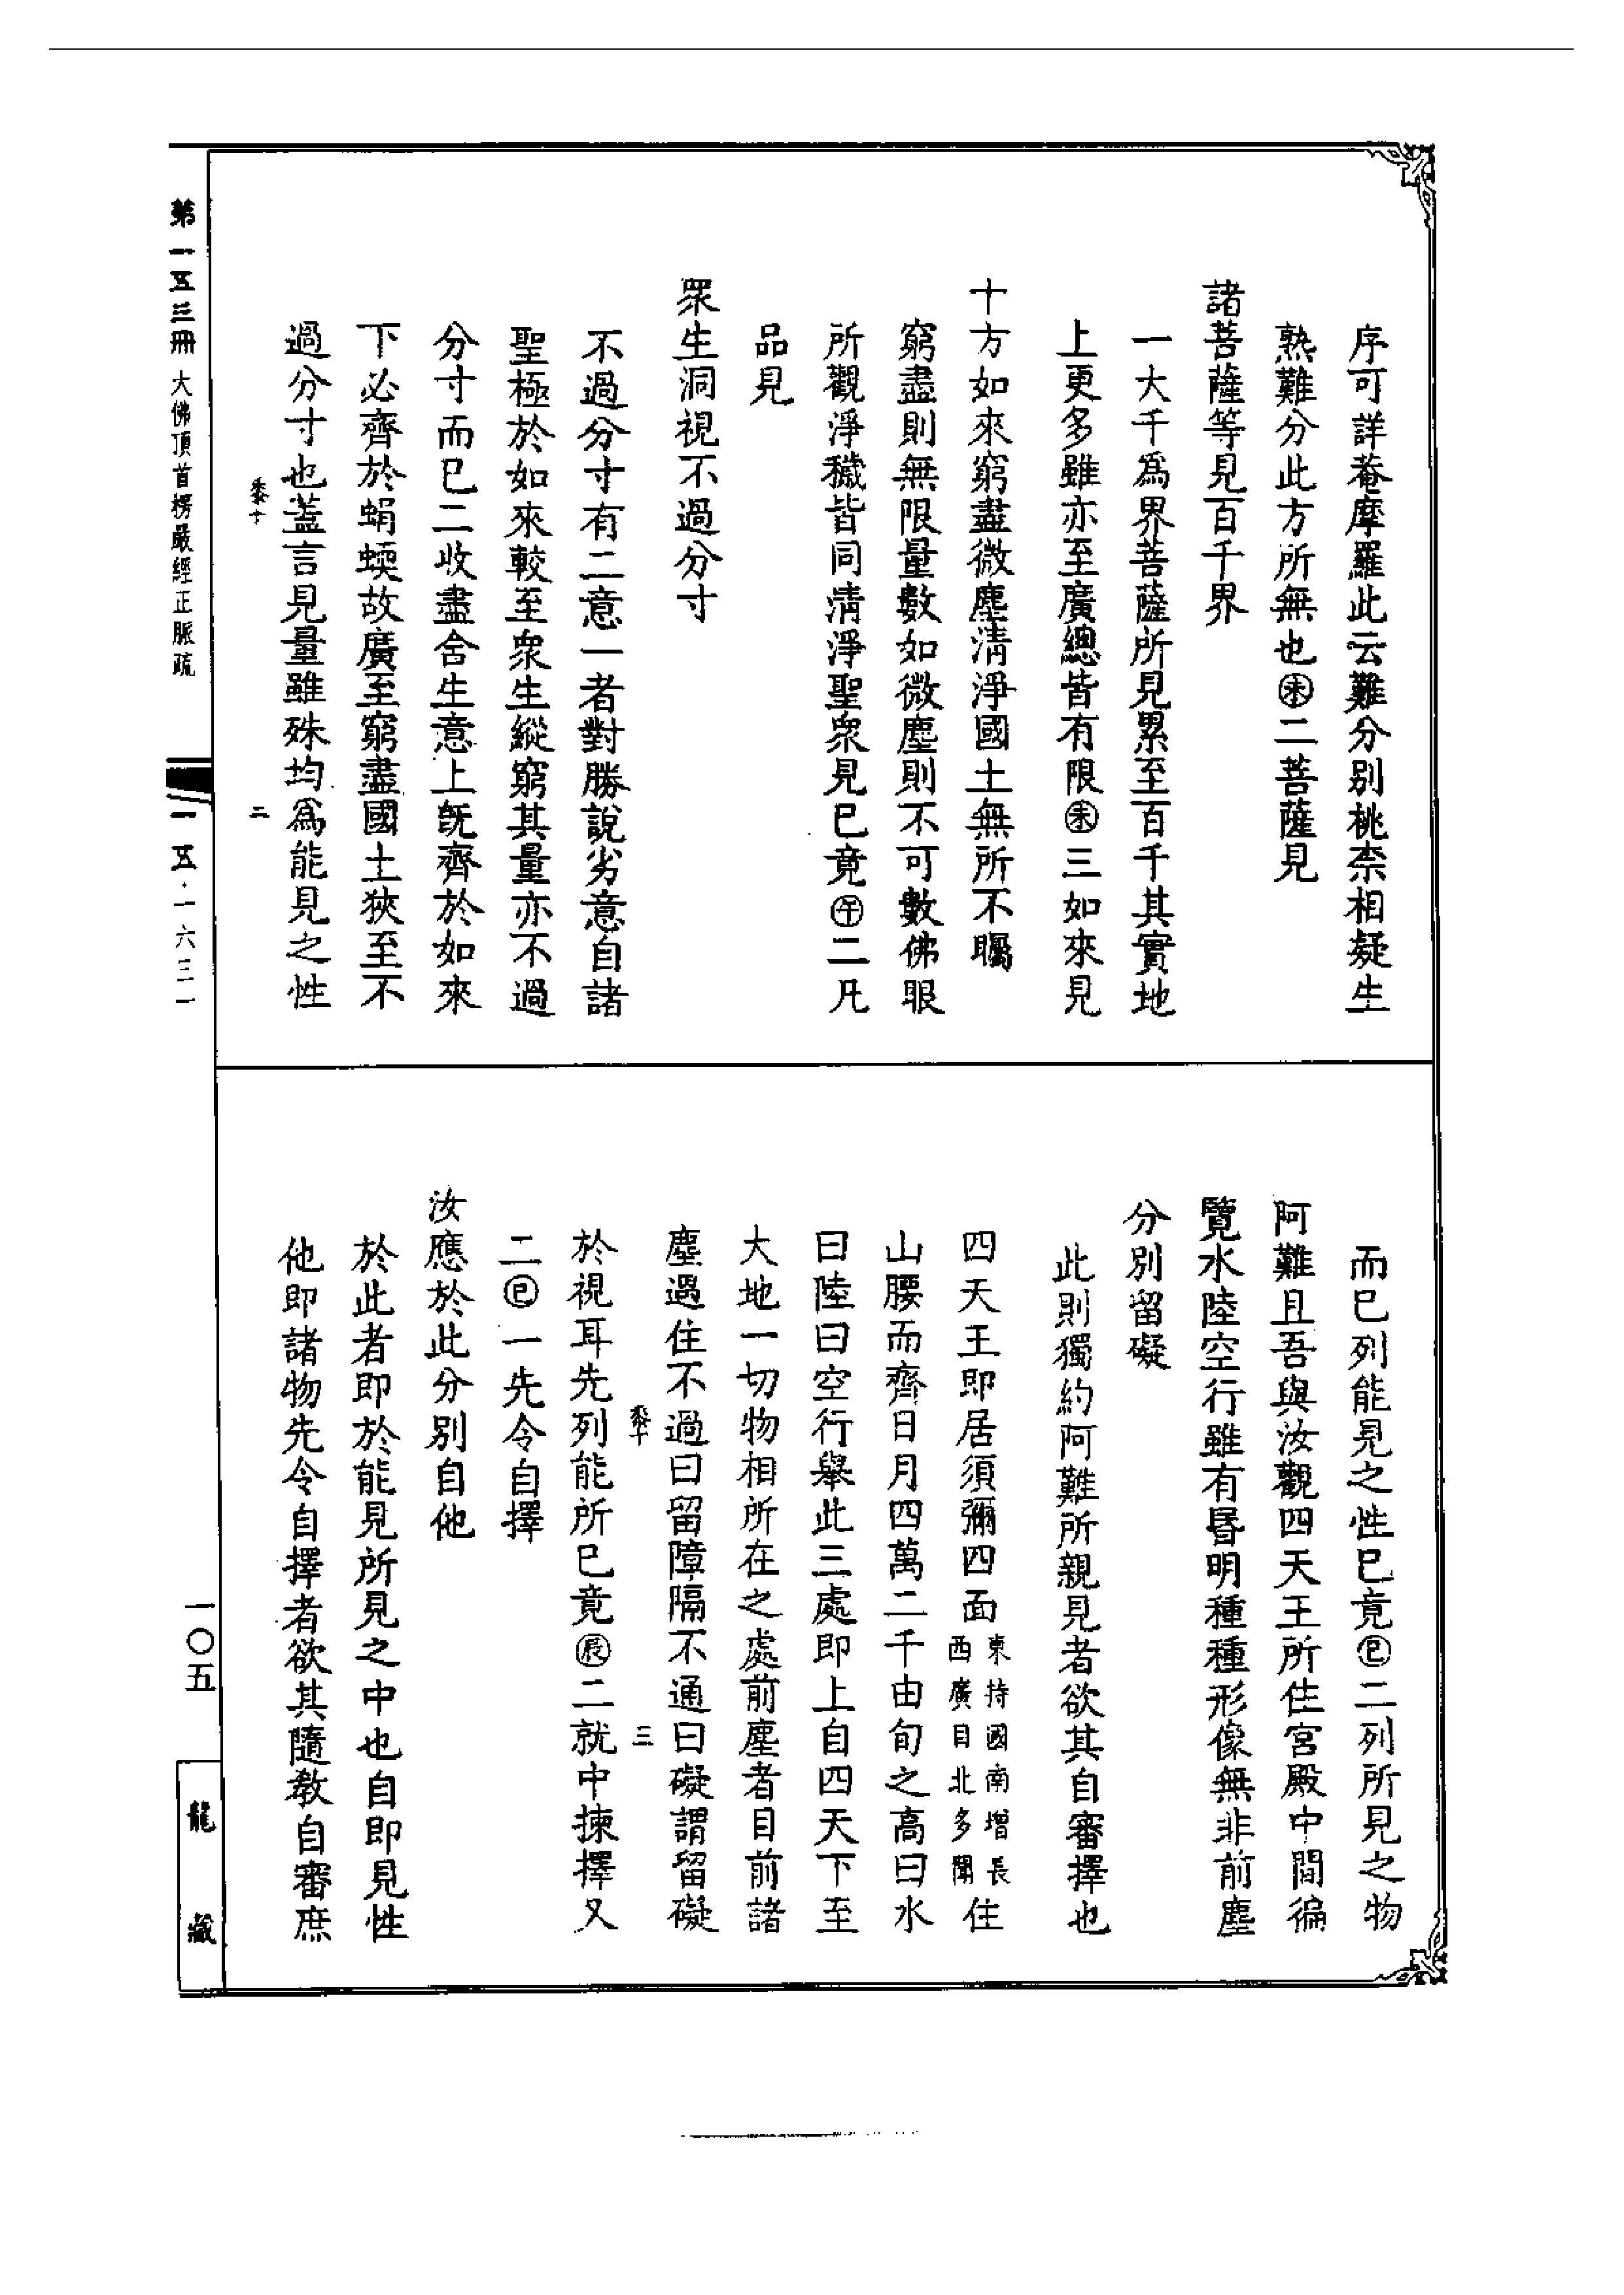 序可詳菴摩羅此云難分別桃柰相疑生
熟難分此方所無也㊍二菩薩見
諸菩薩等見百千界
一大千為界菩薩所見累至百千其實地
上更多雖亦至廣總皆有限未三如來見
十方如來窮盡微塵清淨國土無所不矚
窮盡則無限量數如微塵則不可數佛眼
所觀淨穢皆同清淨聖衆見巳竟午二凡
品見
衆生洞視不過分寸
不過分寸有二意一者對勝說劣意自諸
聖極於如來較至衆生縱窮其量亦不過
分寸而巳二收盡含生意上既齊於如來
下必齊於蜎蝡故廣至窮盡國土狹至不
過分寸也蓋言見量雖殊均為能見之性
黍十
二
而巳列能見之性巳竟巳二列所見之物
阿難且吾與汝觀四天王所住宮殿中間徧
覽水陸空行雖有昬明種種形像無非前塵
分別留礙
此則獨約阿難所親見者欲其自審擇也
四天王即居須彌四面東持國南增長西廣目北多聞住
山腰而齊日月四萬二千由旬之高曰水
曰陸曰空行舉此三處即上自四天下至
大地一切物相所在之處前塵者目前諸
塵過住不過曰留障隔不通曰礙謂留礙
黍十
三
於視耳先列能所巳竟辰二就中揀擇又
二巳一先令自擇
汝應於此分別自他
於此者即於能見所見之中也自即見性
他即諸物先令自擇者欲其隨教自審庶
第一五三冊 大佛頂首楞嚴經正脈疏
一五·一六三一
一〇五
龍藏